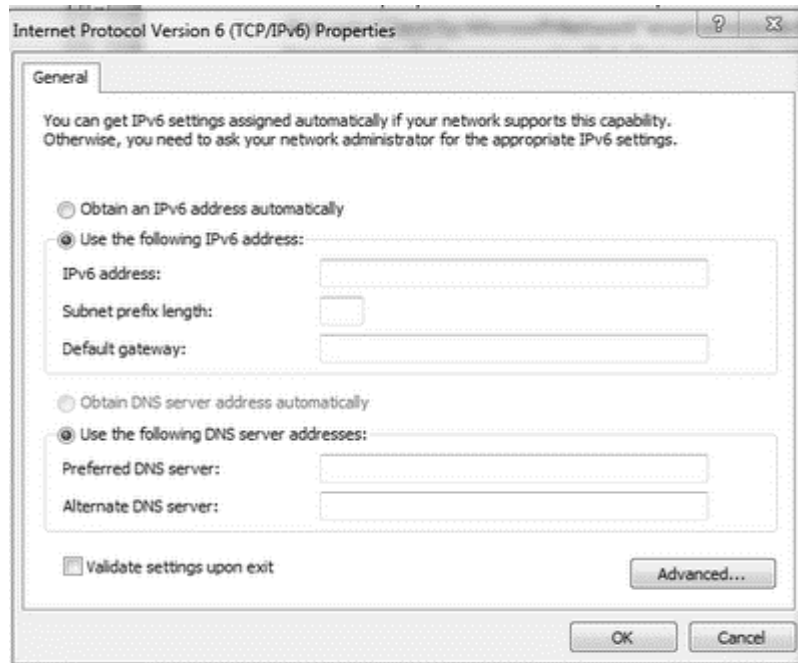 Internet Protocol Version 6 (TCP/IPv6) Properties
General
You can get IPv6 settings assigned automatically if your network supports this capability.
Otherwise, you need to ask your network administrator for the appropriate IPv6 settings.
Obtain an IPv6 address automatically
Use the following IPv6 address:
IPv6 address:
Subnet prefix length:
Default gateway:
Obtain DNS server address automatically
Use the following DNS server addresses:
Preferred DNS server:
Alternate DNS server:
Validate settings upon exit
Advanced...
OK Cancel